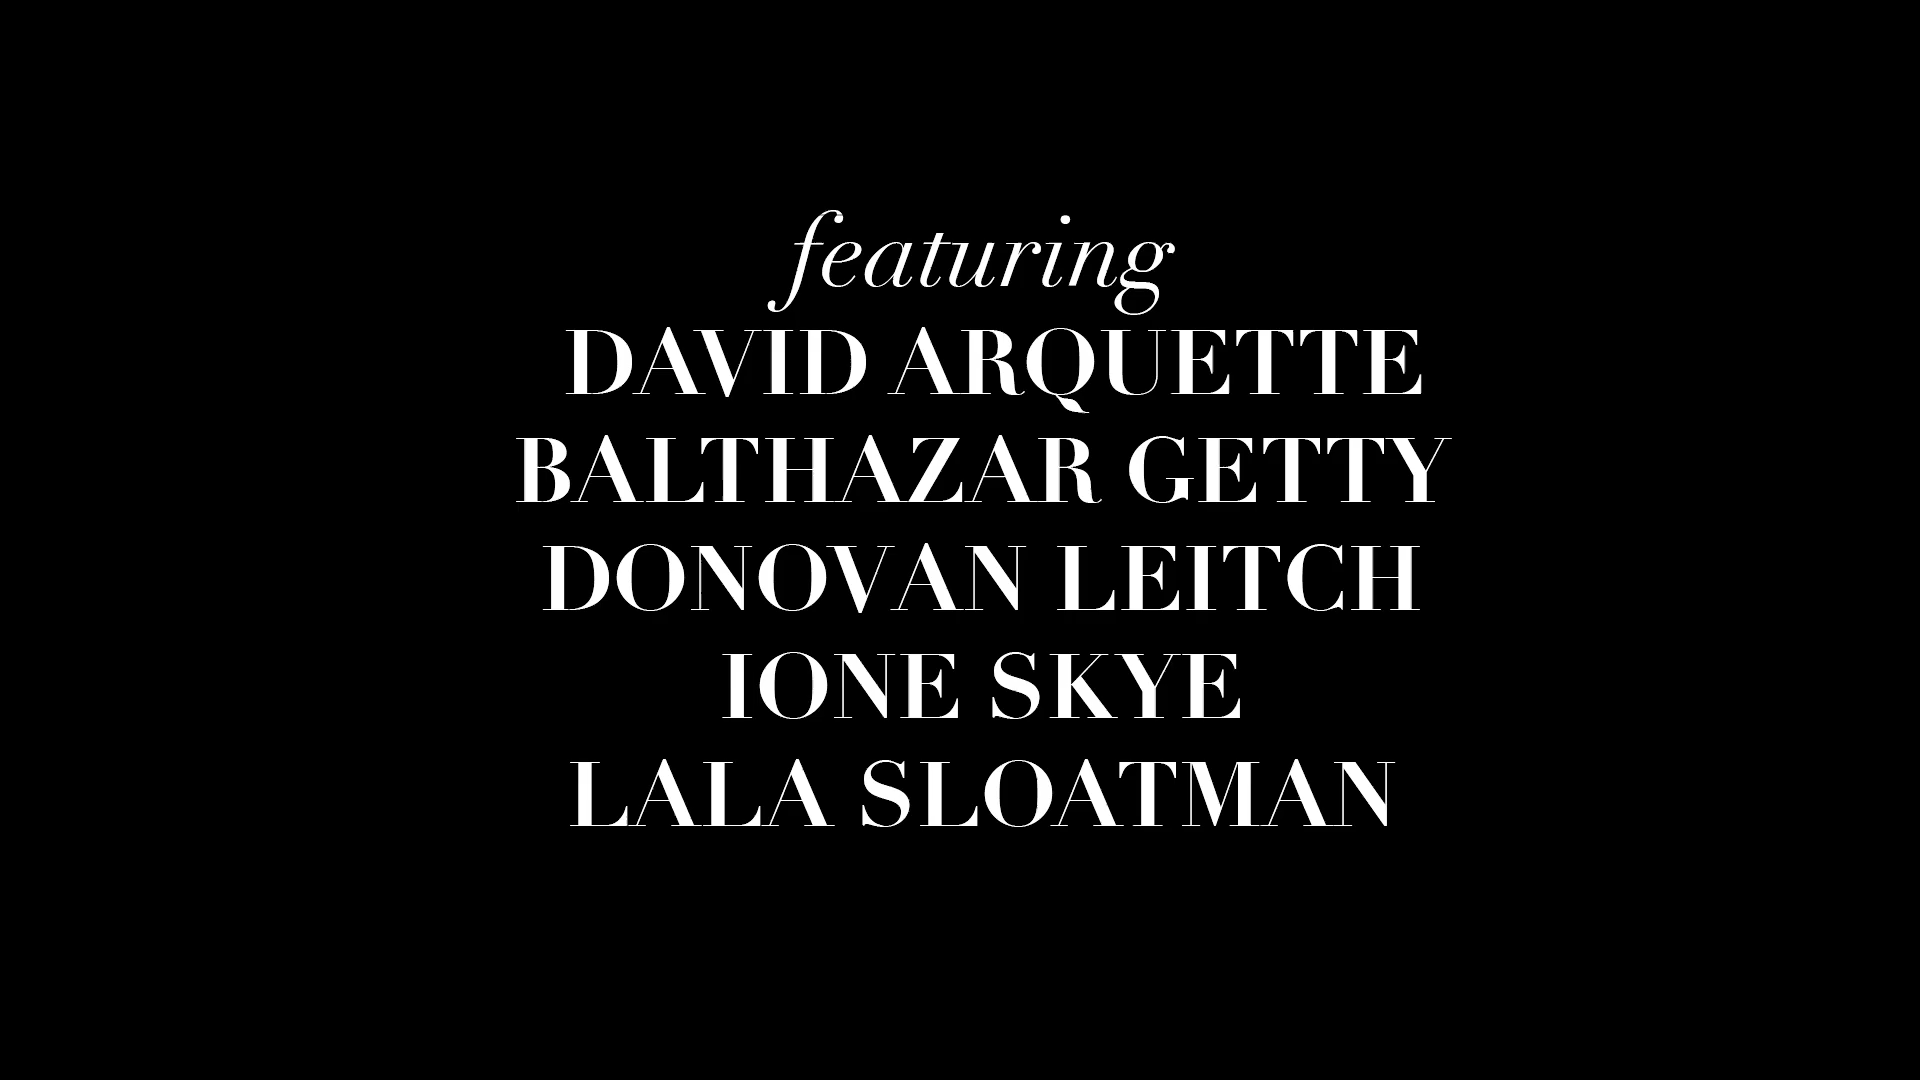 featuring
DAVID ARQUETTE
BALTHAZAR GETTY
DONOVAN LEITCH
IONE SKYE
LALA SLOATMAN